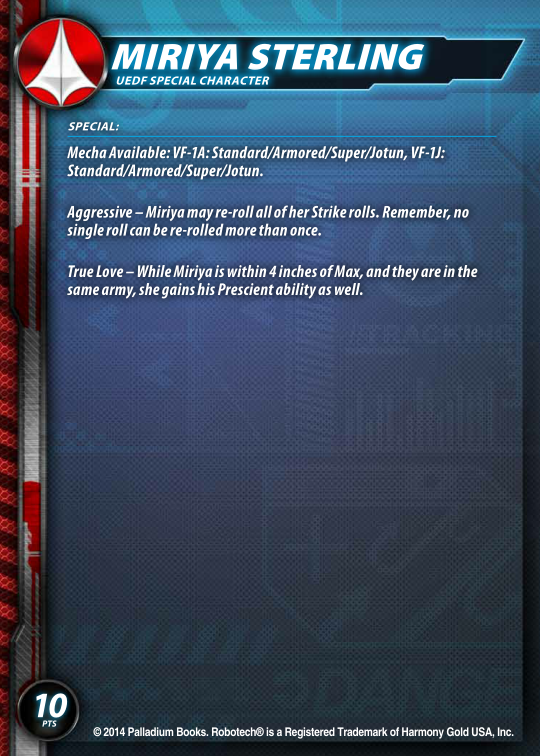 MIRIYA STERLING
UEDF SPECIAL CHARACTER
SPECIAL:
Mecha Available: VF-1A: Standard/Armored/Super/Jotun, VF-1J:
Standard/Armored/Super/Jotun.
Aggressive – Miriya may re-roll all of her Strike rolls. Remember, no
single roll can be re-rolled more than once.
True Love – While Miriya is within 4 inches of Max, and they are in the
same army, she gains his Prescient ability as well.
TRACKING
10
PTS
© 2014 Palladium Books. Robotech® is a Registered Trademark of Harmony Gold USA, Inc.